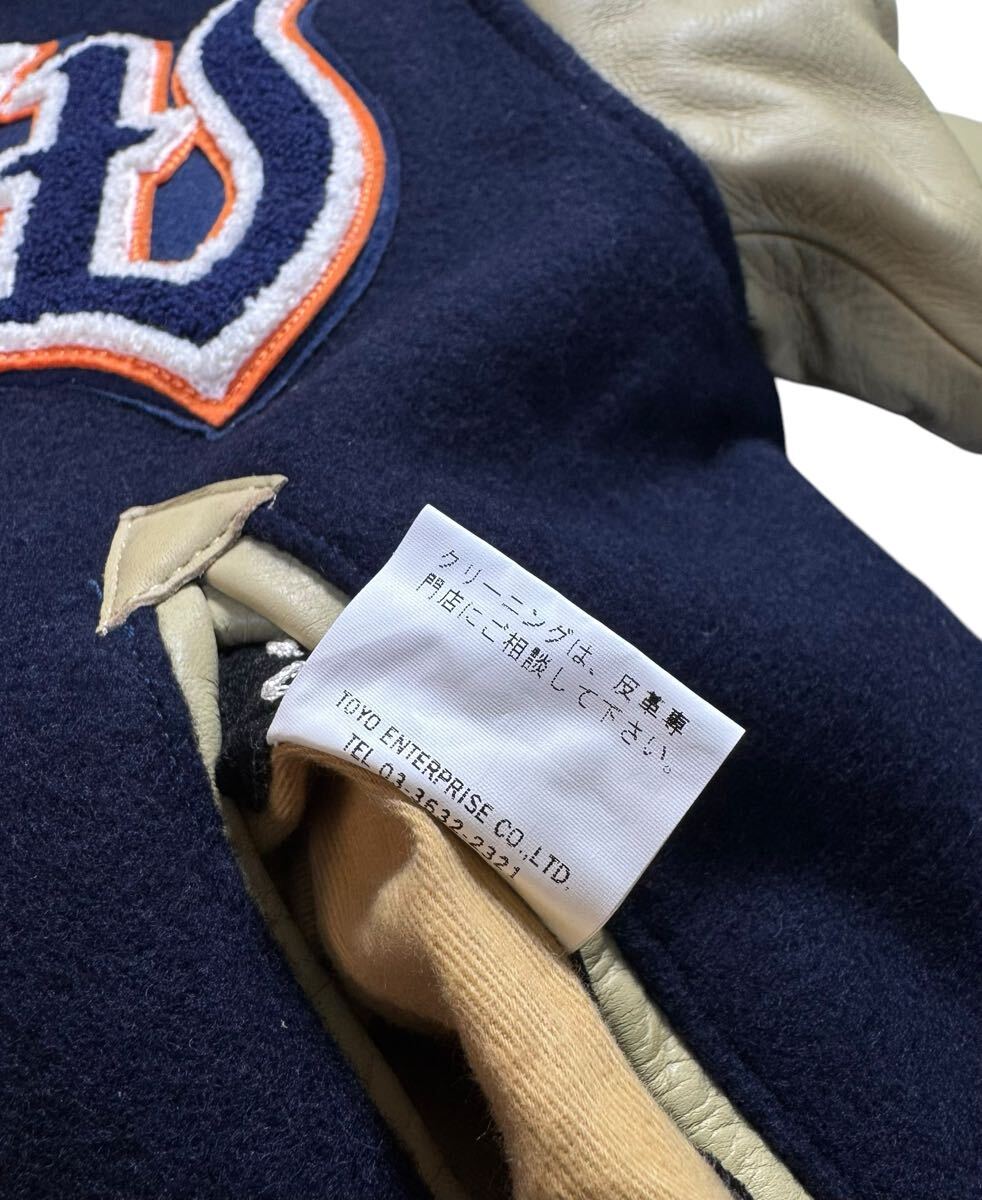 クリーニングは、皮革専
門店にご相談して下さい。
TOYO ENTERPRISE CO.,LTD.
TEL 03-3632-2321